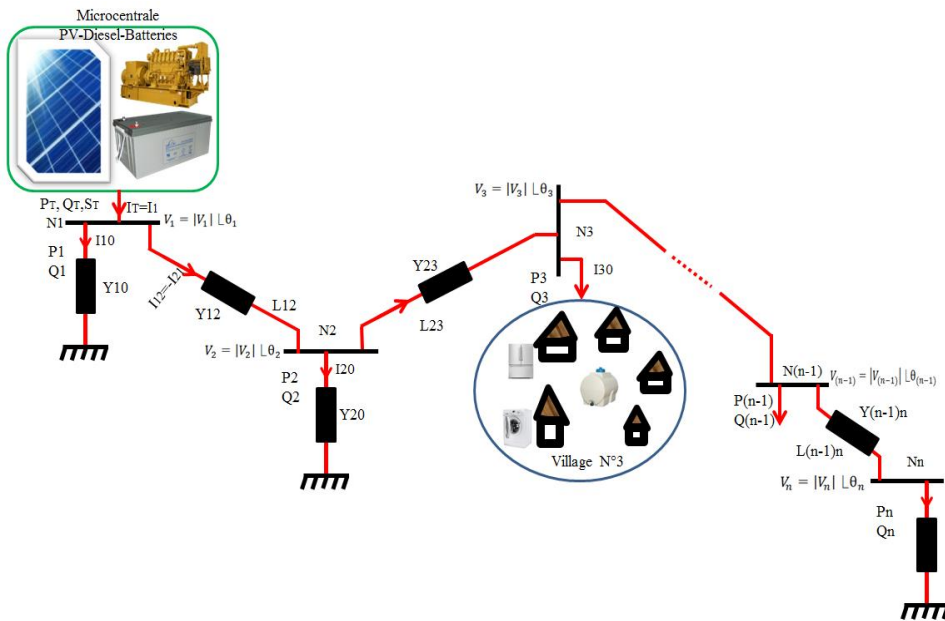 Microcentrale
PV-Diesel-Batteries
PT, QT,ST
IT=I1
N1
V₁ = |V₁| ⌊θ₁
I10
P1
Q1
Y10
I12=-I21
Y12
L12
N2
V₂ = |V₂| ⌊θ₂
I20
P2
Q2
Y20
Y23
L23
V₃ = |V₃| ⌊θ₃
N3
P3
Q3
I30
Village N°3
N(n-1)
V₍ₙ₋₁₎ = |V₍ₙ₋₁₎| ⌊θ₍ₙ₋₁₎
P(n-1)
Q(n-1)
Y(n-1)n
L(n-1)n
Nn
Vₙ = |Vₙ| ⌊θₙ
Pn
Qn